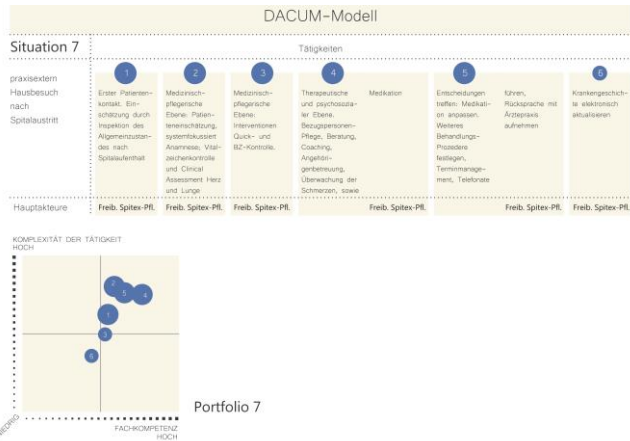 DACUM-Modell
Situation 7
Tätigkeiten
praxisextern
Hausbesuch
nach
Spitalaustritt
1
Erster Patienten-
kontakt. Ein-
schätzung durch
Inspektion des
Allgemeinzustan-
des nach
Spitalaufenthalt
2
Medizinisch-
pflegerische
Ebene: Patien-
teneinschätzung,
systemfokussiert
Anamnese; Vital-
zeichenkontrolle
und Clinical
Assessment Herz
und Lunge
3
Medizinisch-
pflegerische
Ebene:
Interventionen
Quick- und
BZ-Kontrolle.
4
Therapeutische
und psychosozia-
ler Ebene.
Bezugspersonen-
Pflege, Beratung,
Coaching,
Angehöri-
genbetreuung,
Überwachung der
Schmerzen, sowie
Medikation
5
Entscheidungen
treffen: Medikati-
on anpassen.
Weiteres
Behandlungs-
Prozedere
festlegen,
Terminmanage-
ment, Telefonate
führen,
Rücksprache mit
Ärztepraxis
aufnehmen
6
Krankengeschich-
te elektronisch
aktualisieren
Hauptakteure
Freib. Spitex-Pfl.
Freib. Spitex-Pfl.
Freib. Spitex-Pfl.
Freib. Spitex-Pfl.
Freib. Spitex-Pfl.
Freib. Spitex-Pfl.
KOMPLEXITÄT DER TÄTIGKEIT
HOCH
2
5
4
1
3
6
NIEDRIG
FACHKOMPETENZ
HOCH
Portfolio 7